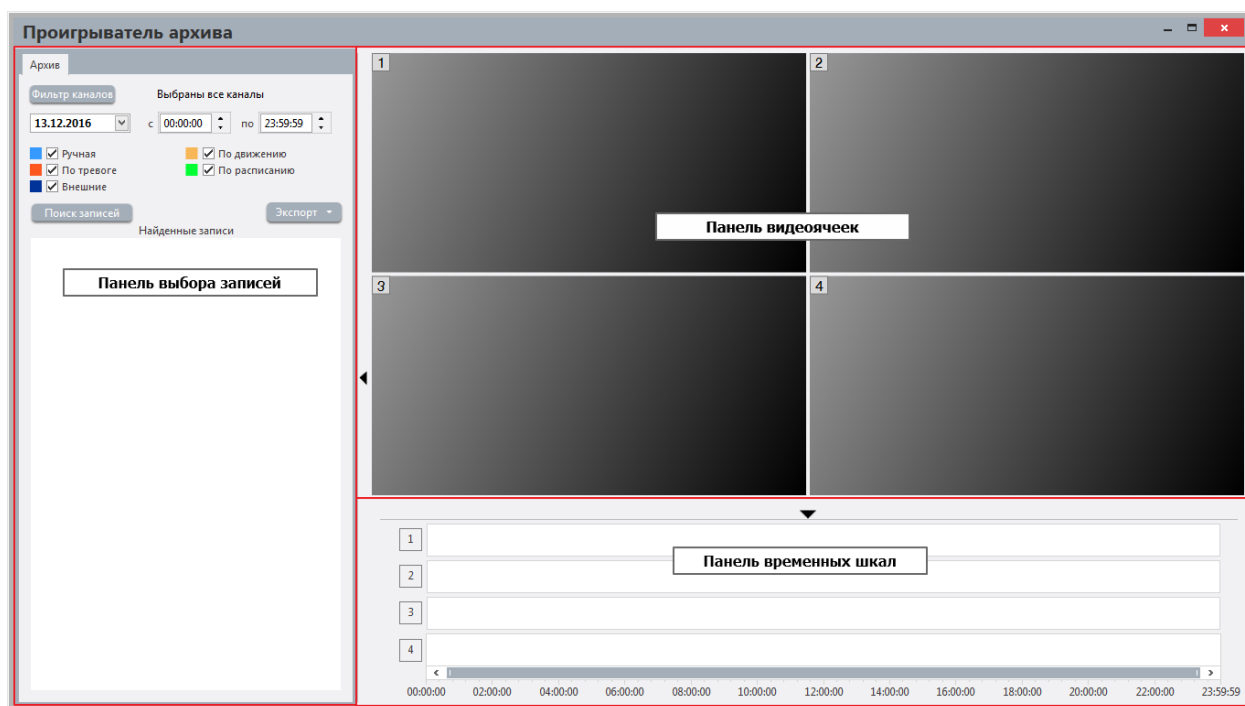 Проигрыватель архива
Архив
Фильтр каналов Выбраны все каналы
13.12.2016 с 00:00:00 по 23:59:59
Ручная По движению
По тревоге По расписанию
Внешние
Поиск записей Экспорт
Найденные записи
Панель выбора записей
1 2
Панель видеоячеек
3 4
1
Панель временных шкал
2
3
4
00:00:00 02:00:00 04:00:00 06:00:00 08:00:00 10:00:00 12:00:00 14:00:00 16:00:00 18:00:00 20:00:00 22:00:00 23:59:59